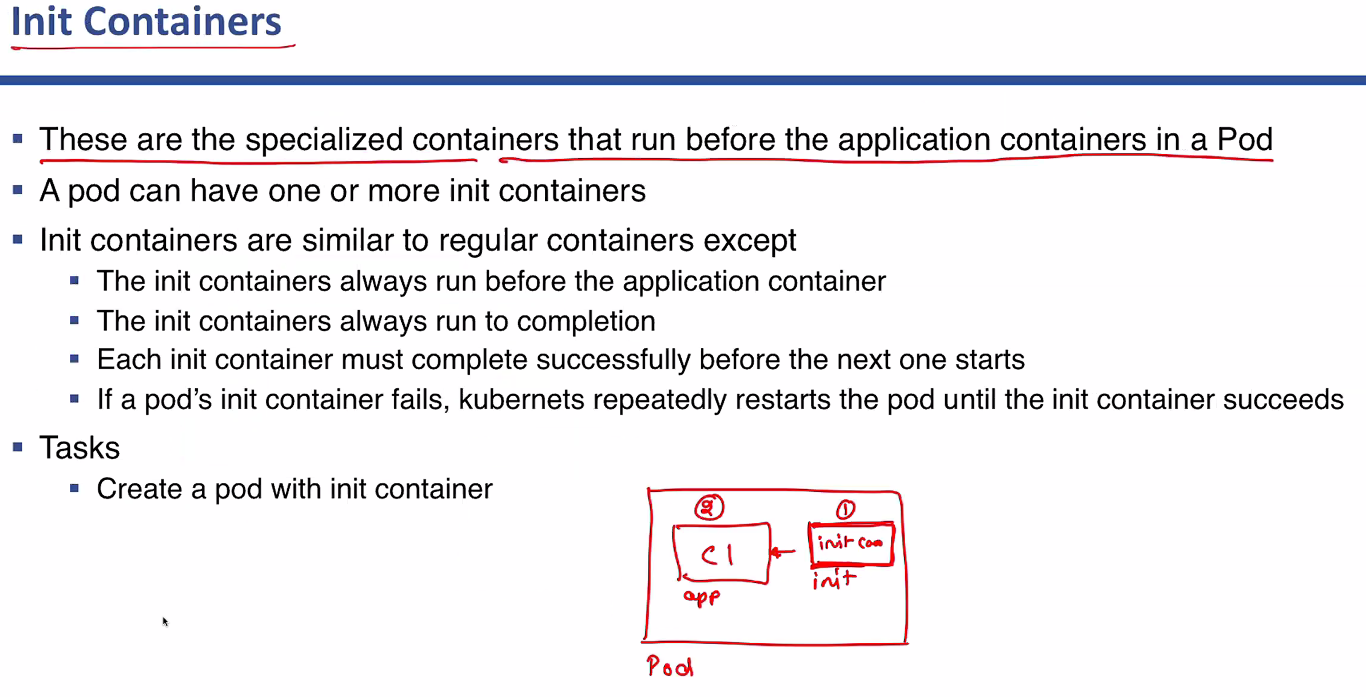 Init Containers
These are the specialized containers that run before the application containers in a Pod
A pod can have one or more init containers
Init containers are similar to regular containers except
The init containers always run before the application container
The init containers always run to completion
Each init container must complete successfully before the next one starts
If a pod’s init container fails, kubernets repeatedly restarts the pod until the init container succeeds
Tasks
Create a pod with init container
2 1
C1 init con
app init
Pod